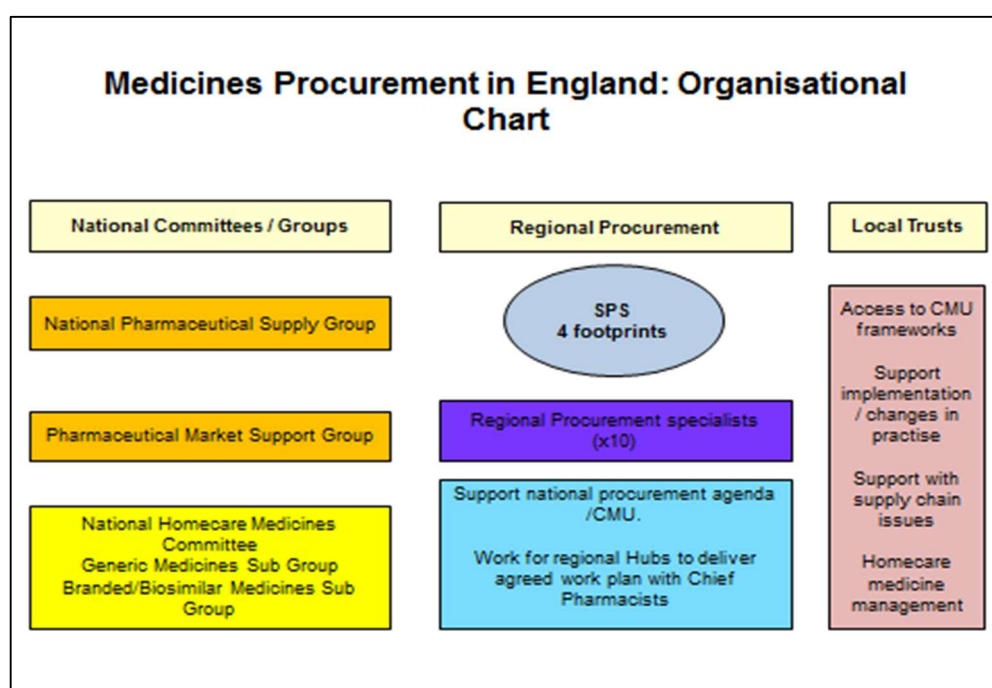 Medicines Procurement in England: Organisational
Chart
National Committees / Groups
Regional Procurement
Local Trusts
National Pharmaceutical Supply Group
Pharmaceutical Market Support Group
National Homecare Medicines
Committee
Generic Medicines Sub Group
Branded/Biosimilar Medicines Sub
Group
SPS
4 footprints
Regional Procurement specialists
(x10)
Support national procurement agenda
/CMU.
Work for regional Hubs to deliver
agreed work plan with Chief
Pharmacists
Access to CMU
frameworks
Support
implementation
/ changes in
practise
Support with
supply chain
issues
Homecare
medicine
management